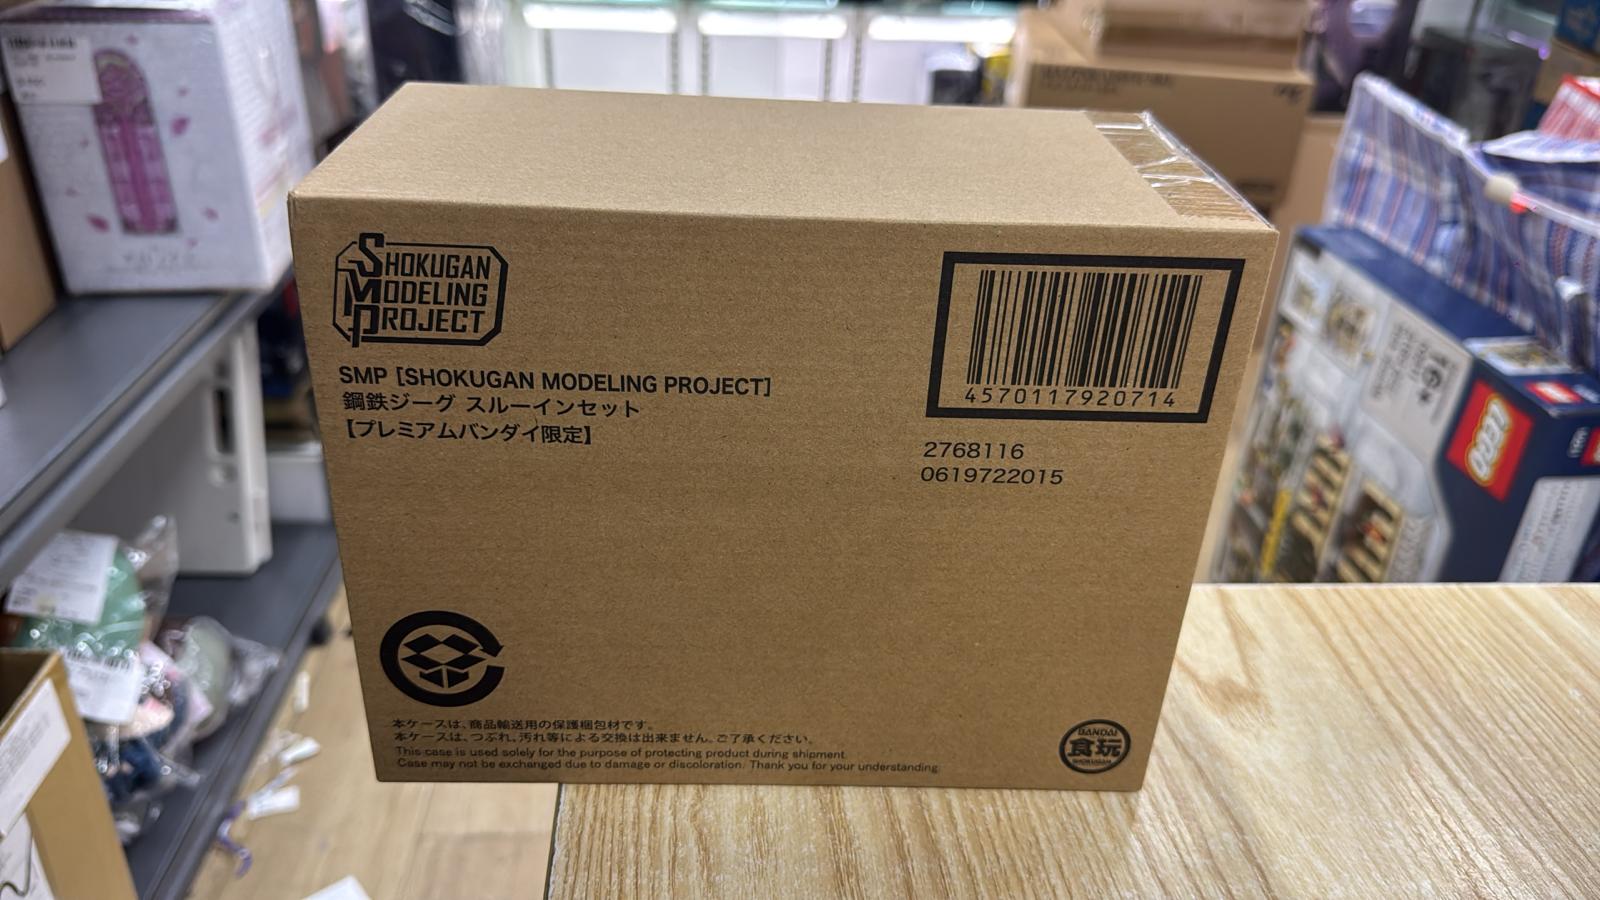 SHOKUGAN
MODELING
PROJECT
SMP [SHOKUGAN MODELING PROJECT]
鋼鉄ジーグ スルーインセット
【プレミアムバンダイ限定】
4570117920714
2768116
0619722015
本ケースは、商品輸送用の保護梱包材です。
本ケースは、つぶれ、汚れ等による交換は出来ません。ご了承ください。
This case is used solely for the purpose of protecting product during shipment.
Case may not be exchanged due to damage or discoloration. Thank you for your understanding.
BANDAI
食玩
SHOKUGAN
LEGO